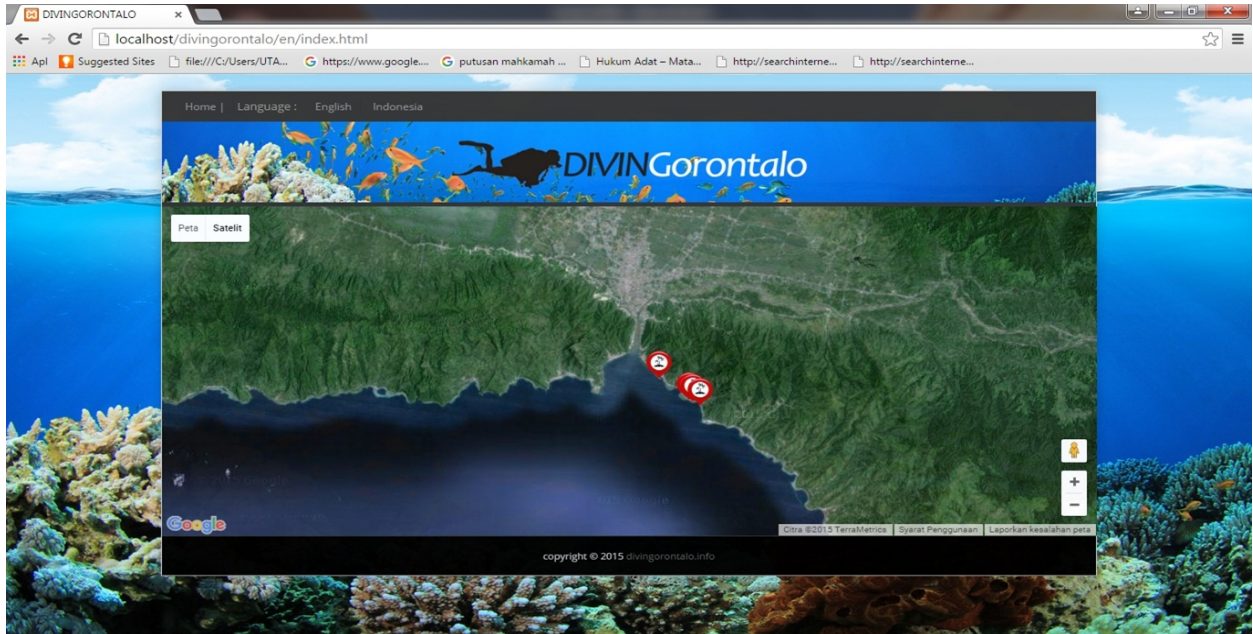 DIVINGORONTALO
localhost/divingorontalo/en/index.html
Apl Suggested Sites file:///C:/Users/UTA... https://www.google.... putusan mahkamah ... Hukum Adat – Mata... http://searchinterne... http://searchinterne...
Home | Language : English Indonesia
DIVINGorontalo
Peta Satelit
Google
Citra ©2015 TerraMetrics Syarat Penggunaan Laporkan kesalahan peta
copyright © 2015 divingorontalo.info